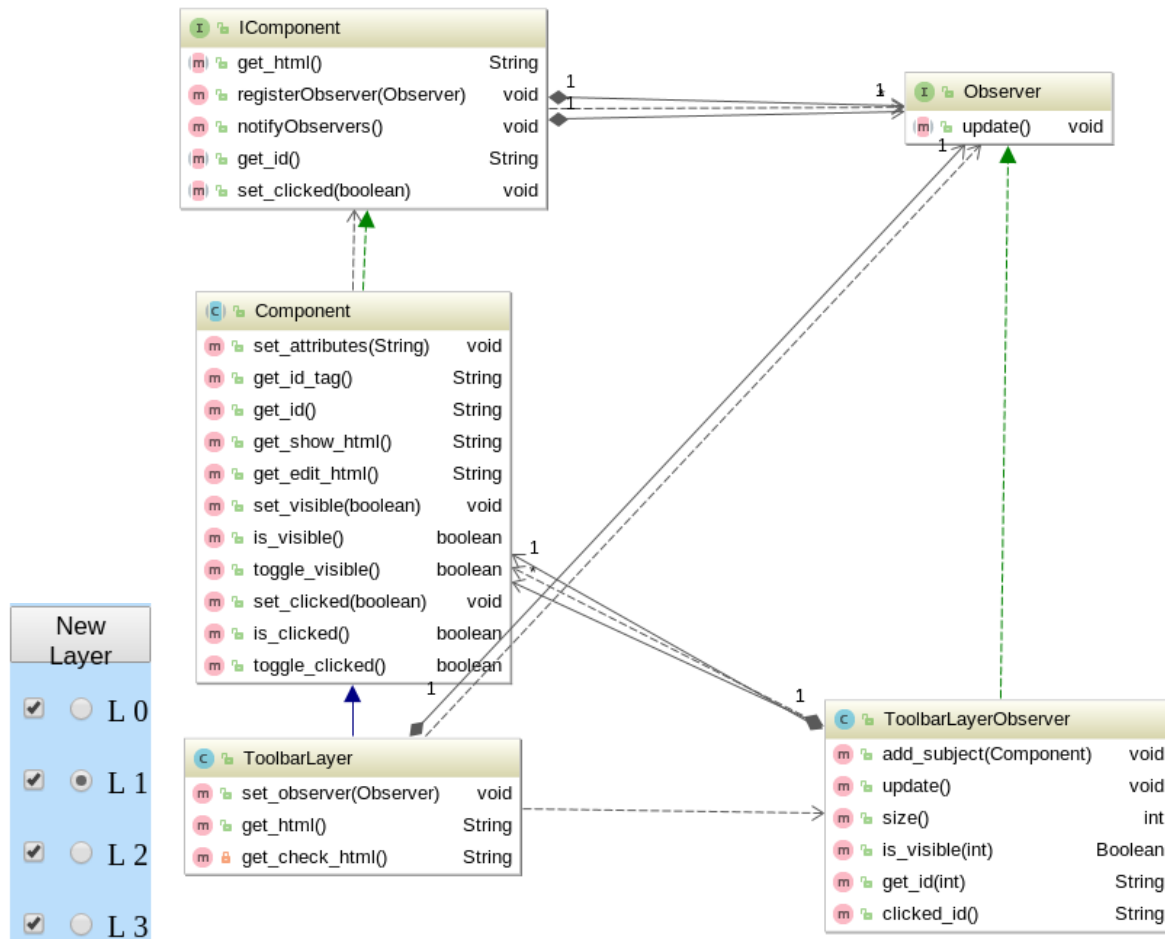 I IComponent
m get_html() String
m registerObserver(Observer) void
m notifyObservers() void
m get_id() String
m set_clicked(boolean) void
1
1
1
*
I Observer
m update() void
1
C Component
m set_attributes(String) void
m get_id_tag() String
m get_id() String
m get_show_html() String
m get_edit_html() String
m set_visible(boolean) void
m is_visible() boolean
m toggle_visible() boolean
m set_clicked(boolean) void
m is_clicked() boolean
m toggle_clicked() boolean
1
*
1
1
C ToolbarLayer
m set_observer(Observer) void
m get_html() String
m get_check_html() String
C ToolbarLayerObserver
m add_subject(Component) void
m update() void
m size() int
m is_visible(int) Boolean
m get_id(int) String
m clicked_id() String
New
Layer
L 0
L 1
L 2
L 3